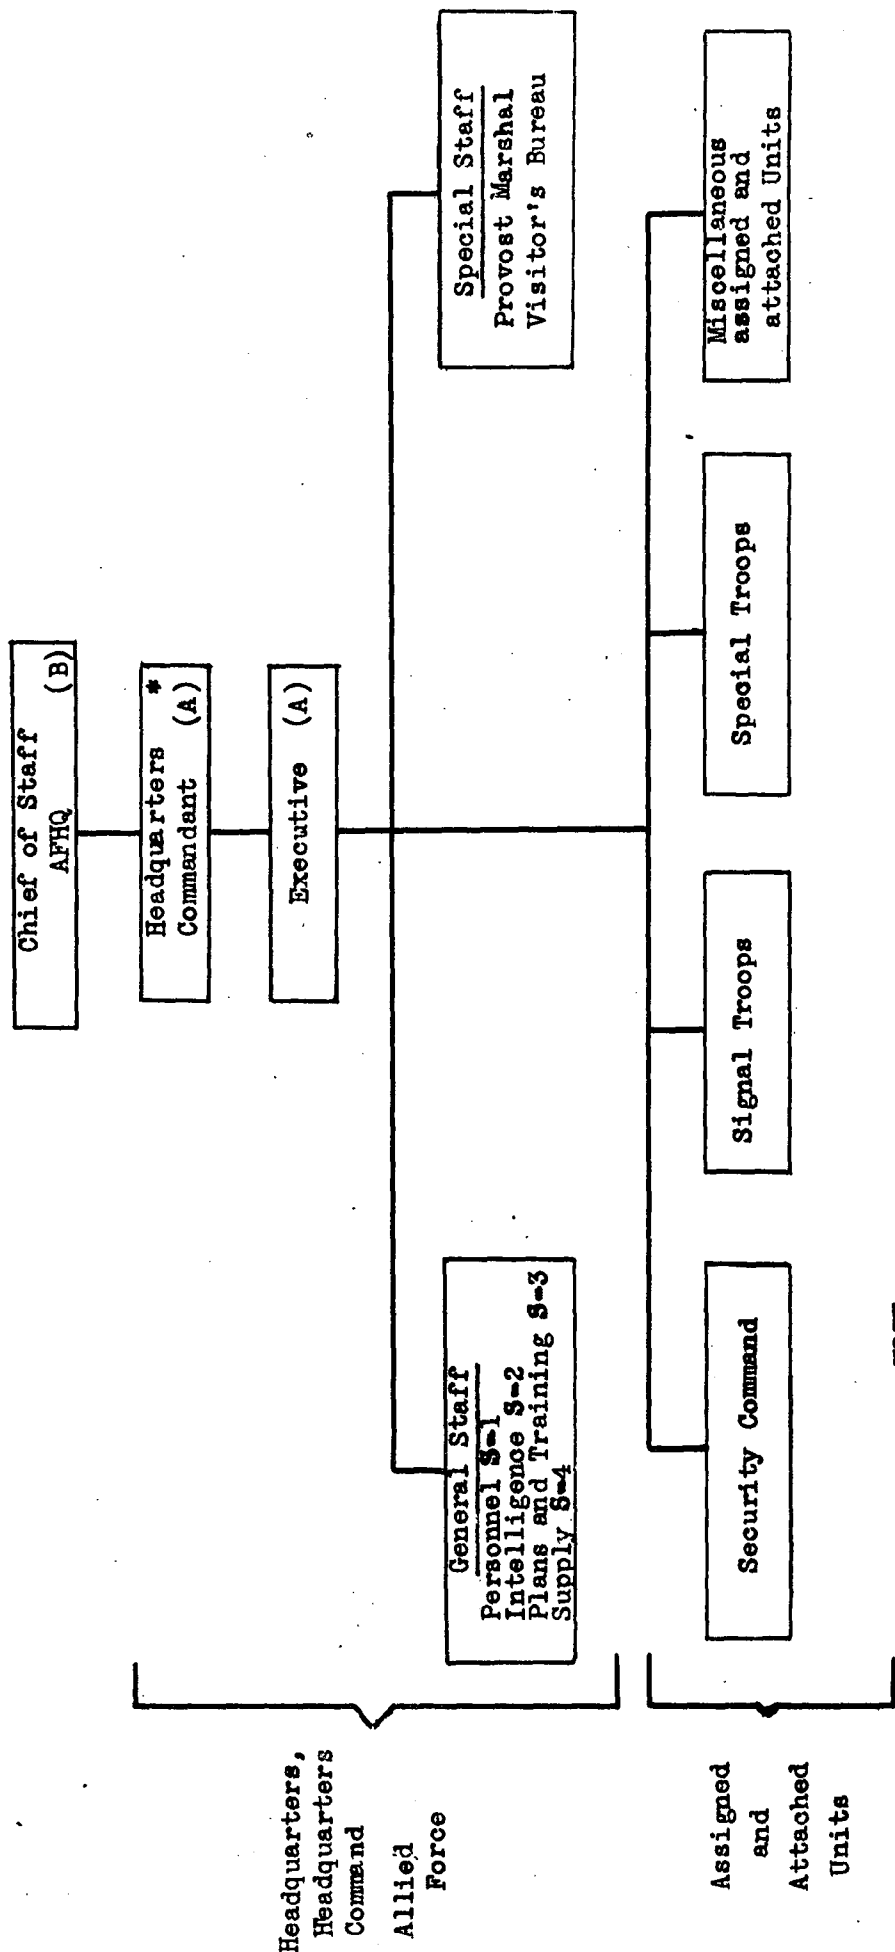 Chief of Staff
AFHQ (B)
Headquarters *
Commandant (A)
Executive (A)
Headquarters,
Headquarters
Command
Allied
Force
General Staff
Personnel S-1
Intelligence S-2
Plans and Training S-3
Supply S-4
Special Staff
Provost Marshal
Visitor's Bureau
Assigned
and
Attached
Units
Security Command
Signal Troops
Special Troops
Miscellaneous
assigned and
attached Units